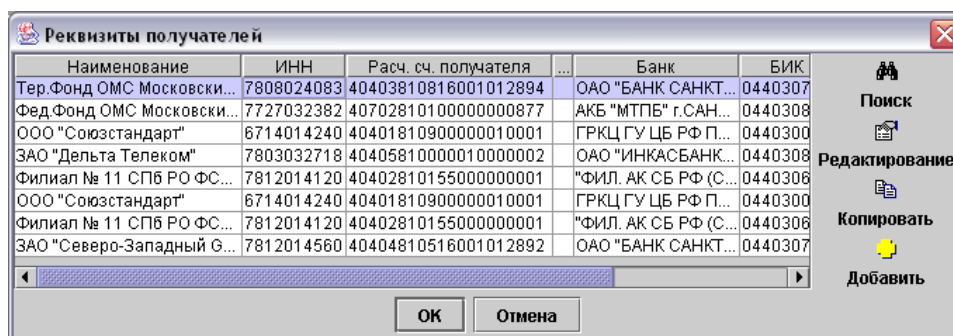 Реквизиты получателей
Наименование ИНН Расч. сч. получателя ... Банк БИК
Тер.Фонд ОМС Московски... 7808024083 40403810816001012894 ОАО "БАНК САНКТ... 0440307
Фед.Фонд ОМС Московски... 7727032382 40702810100000000877 АКБ "МТПБ" г.САН... 0440308
ООО "Союзстандарт" 6714014240 40401810900000010001 ГРКЦ ГУ ЦБ РФ П... 0440300
ЗАО "Дельта Телеком" 7803032718 40405810000010000002 ОАО "ИНКАСБАНК... 0440308
Филиал № 11 СПб РО ФС... 7812014120 40402810155000000001 "ФИЛ. АК СБ РФ (С... 0440306
ООО "Союзстандарт" 6714014240 40401810900000010001 ГРКЦ ГУ ЦБ РФ П... 0440300
Филиал № 11 СПб РО ФС... 7812014120 40402810155000000001 "ФИЛ. АК СБ РФ (С... 0440306
ЗАО "Северо-Западный G... 7812014560 40404810516001012892 ОАО "БАНК САНКТ... 0440307
Поиск
Редактирование
Копировать
Добавить
ОК Отмена